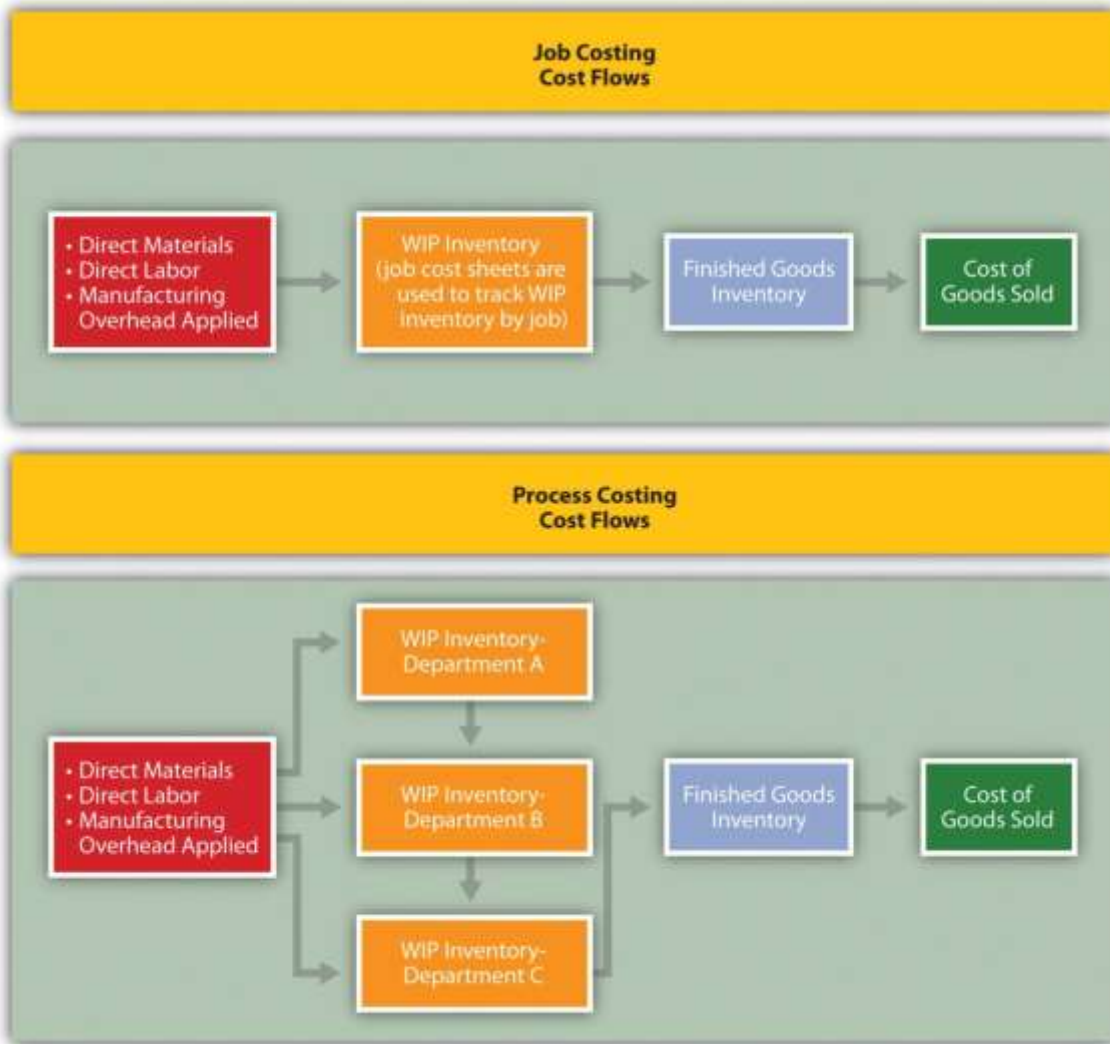 Job Costing
Cost Flows
• Direct Materials
• Direct Labor
• Manufacturing
Overhead Applied
WIP Inventory
(job cost sheets are
used to track WIP
Inventory by job)
Finished Goods
Inventory
Cost of
Goods Sold
Process Costing
Cost Flows
WIP Inventory-
Department A
• Direct Materials
• Direct Labor
• Manufacturing
Overhead Applied
WIP Inventory-
Department B
Finished Goods
Inventory
Cost of
Goods Sold
WIP Inventory-
Department C